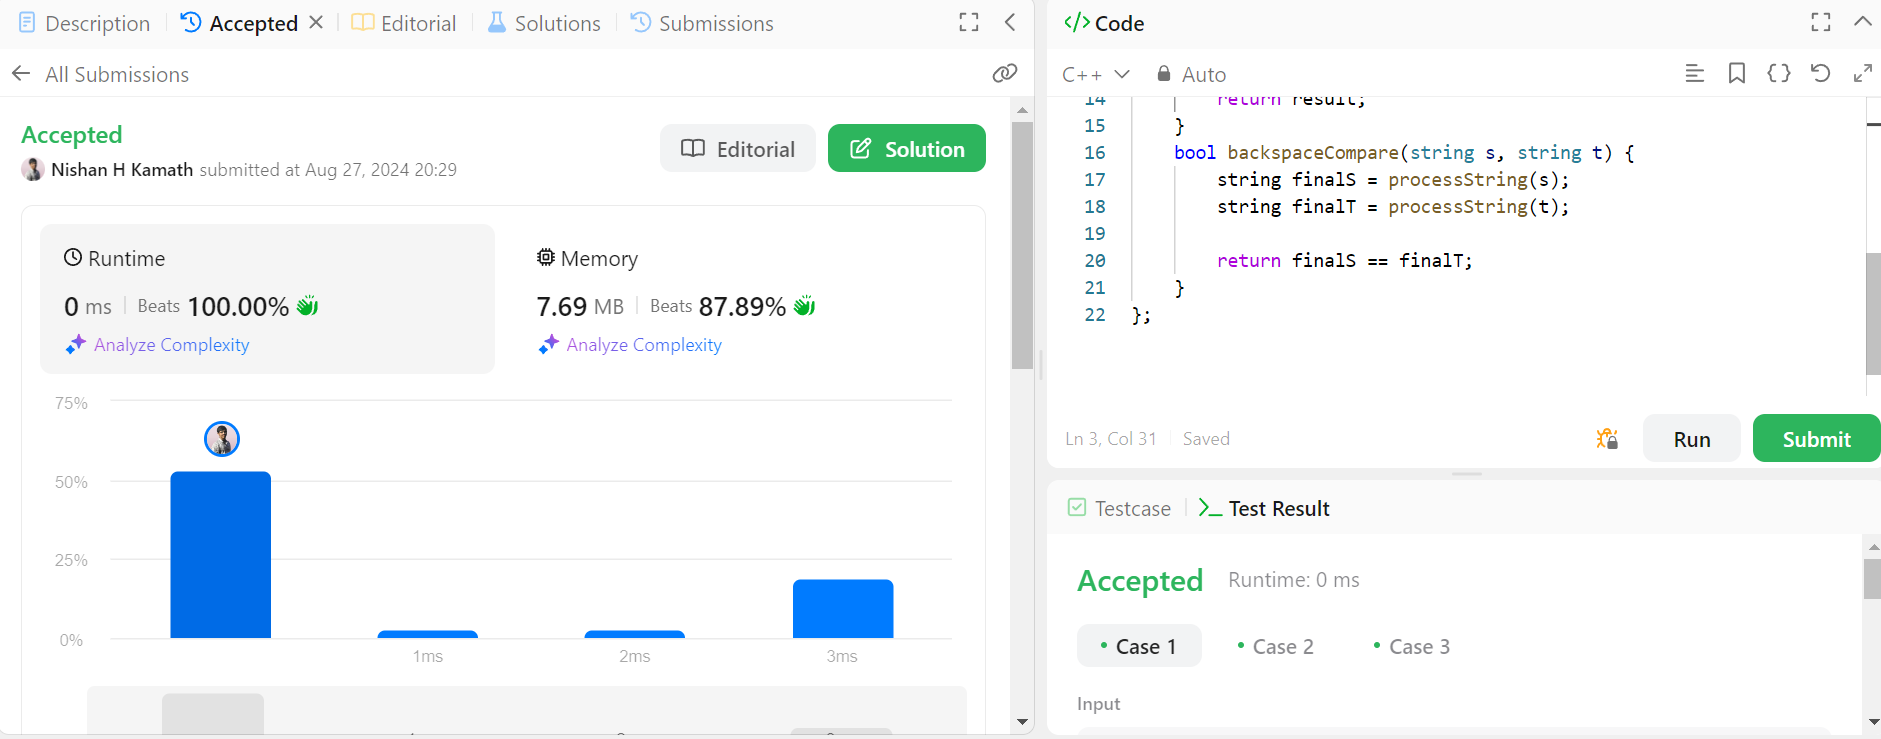 Description
Accepted
Editorial
Solutions
Submissions
All Submissions
Accepted
Nishan H Kamath submitted at Aug 27, 2024 20:29
Editorial
Solution
Runtime
0 ms
Beats 100.00%
Analyze Complexity
Memory
7.69 MB
Beats 87.89%
Analyze Complexity
75%
50%
25%
0%
1ms
2ms
3ms
</> Code
C++
Auto
14 return result;
15 }
16 bool backspaceCompare(string s, string t) {
17 string finalS = processString(s);
18 string finalT = processString(t);
19
20 return finalS == finalT;
21 }
22 };
Ln 3, Col 31
Saved
Run
Submit
Testcase
Test Result
Accepted
Runtime: 0 ms
Case 1
Case 2
Case 3
Input